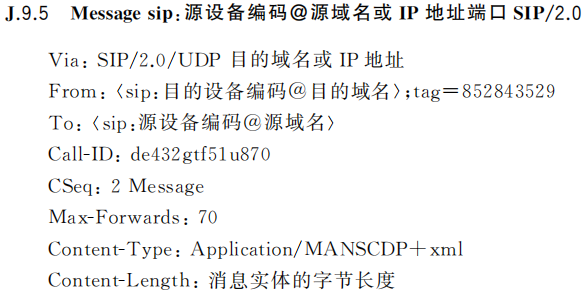 J.9.5 Message sip:源设备编码@源域名或 IP 地址端口 SIP/2.0
Via: SIP/2.0/UDP 目的域名或 IP 地址
From:〈sip:目的设备编码@目的域名〉;tag=852843529
To:〈sip:源设备编码@源域名〉
Call-ID: de432gtf51u870
CSeq: 2 Message
Max-Forwards: 70
Content-Type: Application/MANSCDP+xml
Content-Length: 消息实体的字节长度